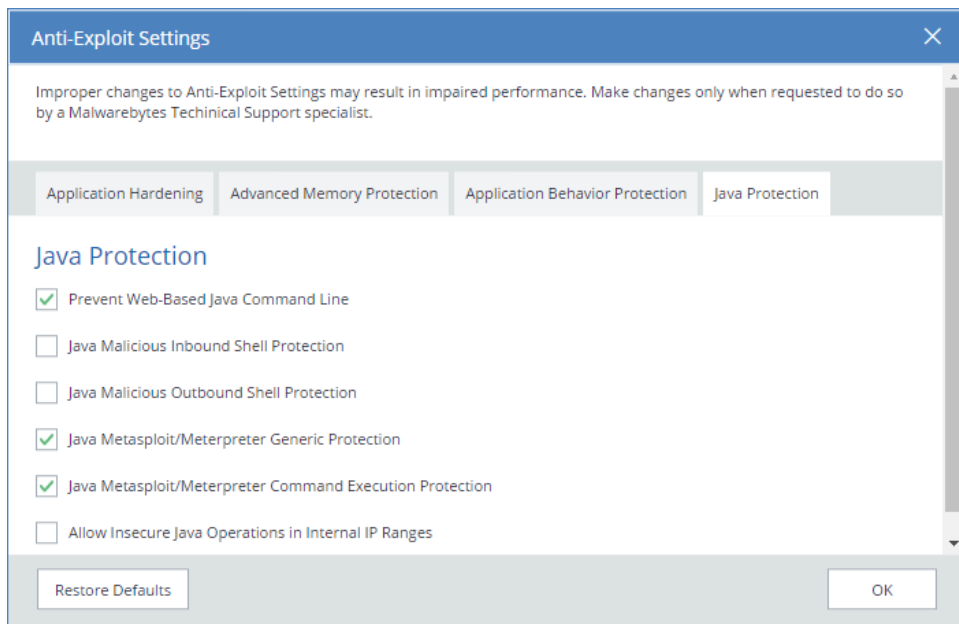 Anti-Exploit Settings
Improper changes to Anti-Exploit Settings may result in impaired performance. Make changes only when requested to do so
by a Malwarebytes Techinical Support specialist.
Application Hardening
Advanced Memory Protection
Application Behavior Protection
Java Protection
Java Protection
Prevent Web-Based Java Command Line
Java Malicious Inbound Shell Protection
Java Malicious Outbound Shell Protection
Java Metasploit/Meterpreter Generic Protection
Java Metasploit/Meterpreter Command Execution Protection
Allow Insecure Java Operations in Internal IP Ranges
Restore Defaults
OK